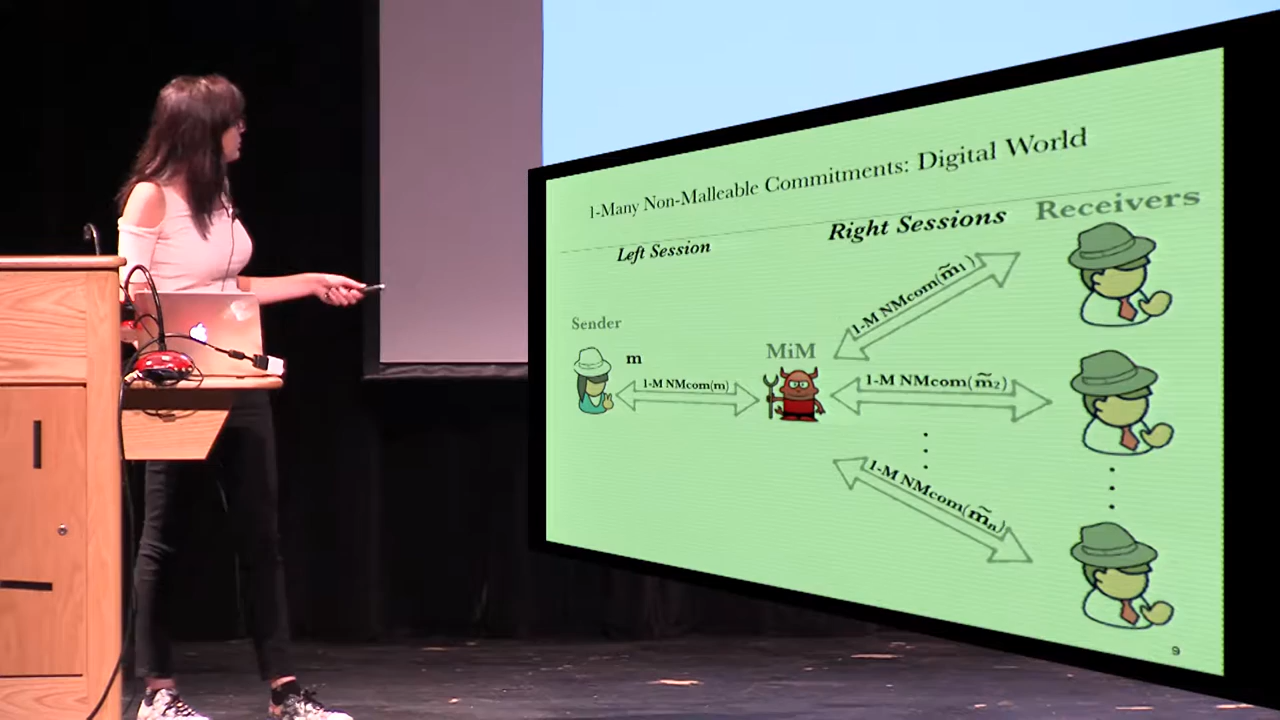 1-Many Non-Malleable Commitments: Digital World
Left Session
Right Sessions
Receivers
Sender
m
1-M NMcom(m)
MiM
1-M NMcom(m̃₁)
1-M NMcom(m̃₂)
1-M NMcom(m̃ₙ)
9